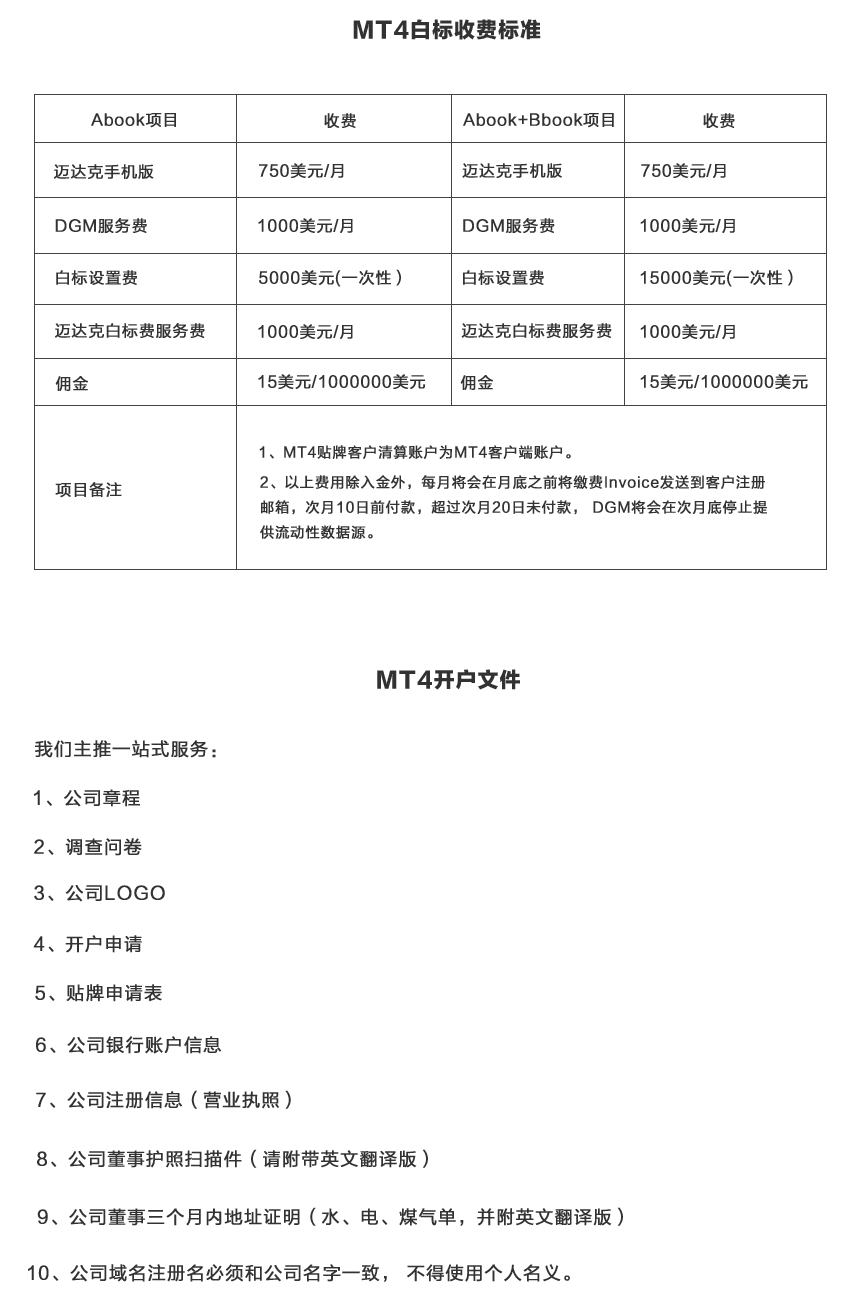 MT4白标收费标准
Abook项目 收费 Abook+Bbook项目 收费
迈达克手机版 750美元/月 迈达克手机版 750美元/月
DGM服务费 1000美元/月 DGM服务费 1000美元/月
白标设置费 5000美元(一次性） 白标设置费 15000美元(一次性）
迈达克白标费服务费 1000美元/月 迈达克白标费服务费 1000美元/月
佣金 15美元/1000000美元 佣金 15美元/1000000美元
项目备注
1、MT4贴牌客户清算账户为MT4客户端账户。
2、以上费用除入金外，每月将会在月底之前将缴费Invoice发送到客户注册
邮箱，次月10日前付款，超过次月20日未付款， DGM将会在次月底停止提
供流动性数据源。
MT4开户文件
我们主推一站式服务：
1、公司章程
2、调查问卷
3、公司LOGO
4、开户申请
5、贴牌申请表
6、公司银行账户信息
7、公司注册信息（营业执照）
8、公司董事护照扫描件（请附带英文翻译版）
9、公司董事三个月内地址证明（水、电、煤气单，并附英文翻译版）
10、公司域名注册名必须和公司名字一致， 不得使用个人名义。